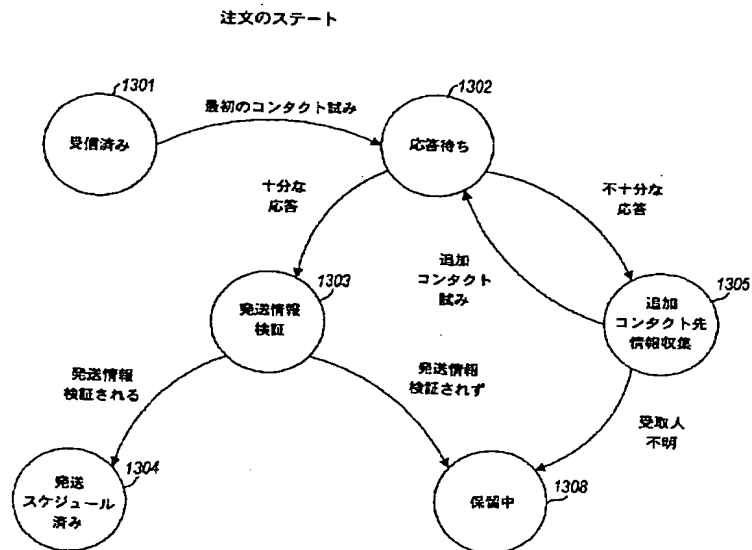 注文のステート
1301
受信済み
最初のコンタクト試み
1302
応答待ち
十分な
応答
不十分な
応答
追加
コンタクト
試み
1303
発送情報
検証
1305
追加
コンタクト先
情報収集
発送情報
検証される
発送情報
検証されず
受取人
不明
1304
発送
スケジュール
済み
保留中
1308